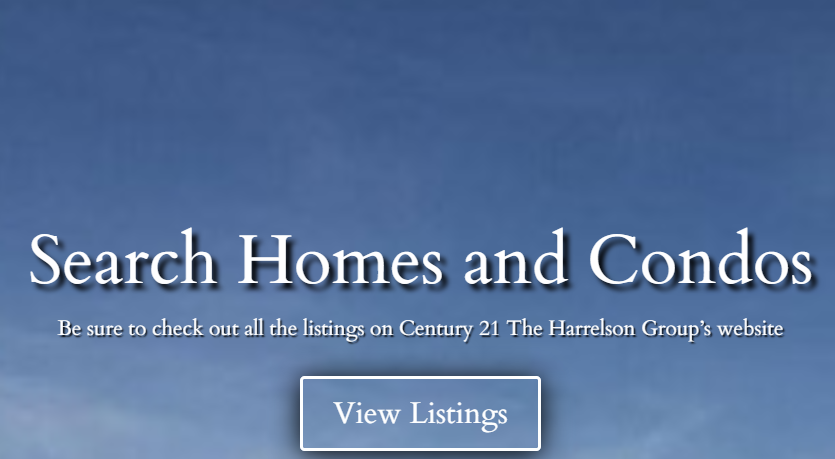 Search Homes and Condos
Be sure to check out all the listings on Century 21 The Harrelson Group’s website
View Listings